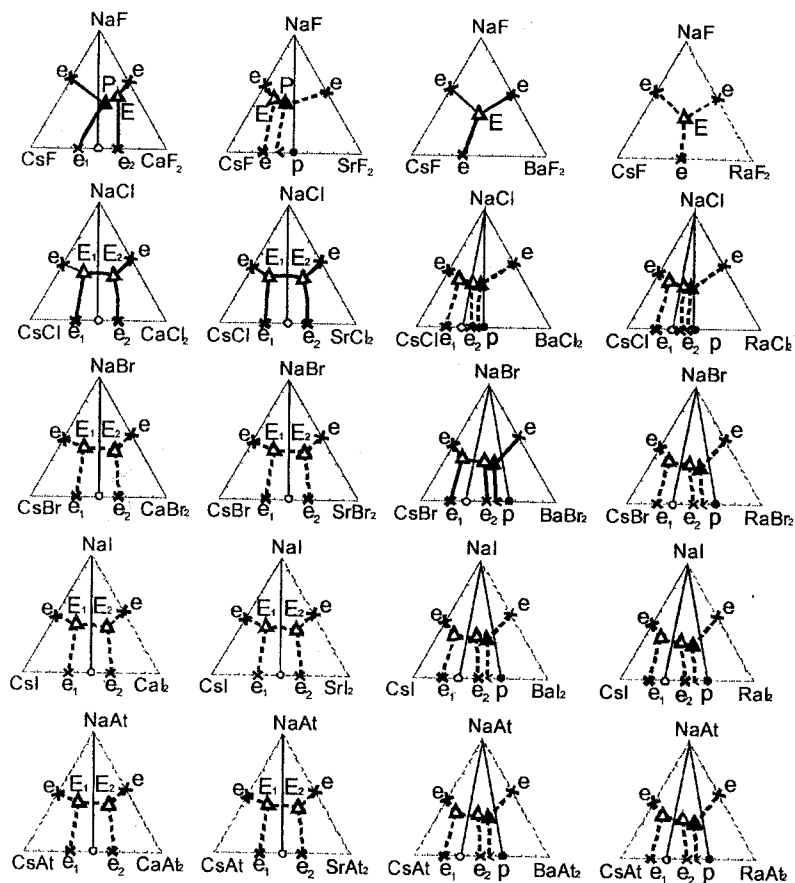 NaF NaF NaF NaF
e P e e P e e e e e
E E E E
CsF e₁ e₂ CaF₂ CsF e p SrF₂ CsF e BaF₂ CsF e RaF₂
NaCl NaCl NaCl NaCl
e E₁ E₂ e e E₁ E₂ e e e e e
CsCl e₁ e₂ CaCl₂ CsCl e₁ e₂ SrCl₂ CsCl e₁ e₂ p BaCl₂ CsCl e₁ e₂ p RaCl₂
NaBr NaBr NaBr NaBr
e E₁ E₂ e e E₁ E₂ e e e e e
CsBr e₁ e₂ CaBr₂ CsBr e₁ e₂ SrBr₂ CsBr e₁ e₂ p BaBr₂ CsBr e₁ e₂ p RaBr₂
NaI NaI NaI NaI
e E₁ E₂ e e E₁ E₂ e e e e e
CsI e₁ e₂ CaI₂ CsI e₁ e₂ SrI₂ CsI e₁ e₂ p BaI₂ CsI e₁ e₂ p RaI₂
NaAt NaAt NaAt NaAt
e E₁ E₂ e e E₁ E₂ e e e e e
CsAt e₁ e₂ CaAt₂ CsAt e₁ e₂ SrAt₂ CsAt e₁ e₂ p BaAt₂ CsAt e₁ e₂ p RaAt₂